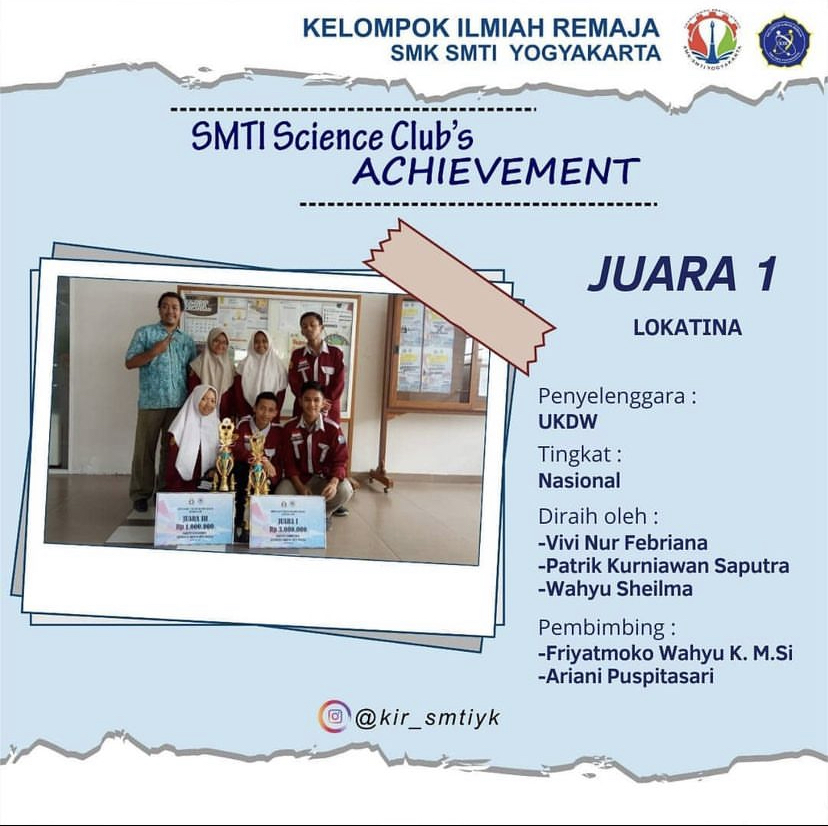 KELOMPOK ILMIAH REMAJA
SMK SMTI YOGYAKARTA
SMTI Science Club's
ACHIEVEMENT
JUARA 1
LOKATINA
Penyelenggara :
UKDW
Tingkat :
Nasional
Diraih oleh :
-Vivi Nur Febriana
-Patrik Kurniawan Saputra
-Wahyu Sheilma
Pembimbing :
-Friyatmoko Wahyu K. M.Si
-Ariani Puspitasari
JUARA III
Rp 1.000.000
JUARA I
Rp 3.000.000
@kir_smtiyk